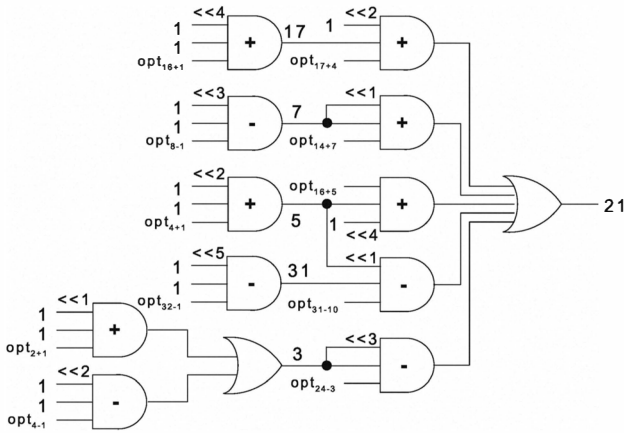 <<4 <<2
1 17 1
1 +
+
opt16+1 opt17+4
<<3 <<1
1 7
1 - +
opt8-1 opt14+7
<<2 opt16+5
1
1 + +
opt4+1 5 1
<<4
<<5 <<1
1 31
1 - -
opt32-1 opt31-10
21
<<1
1
1 +
opt2+1
<<2 3 <<3
1
1 - -
opt4-1 opt24-3